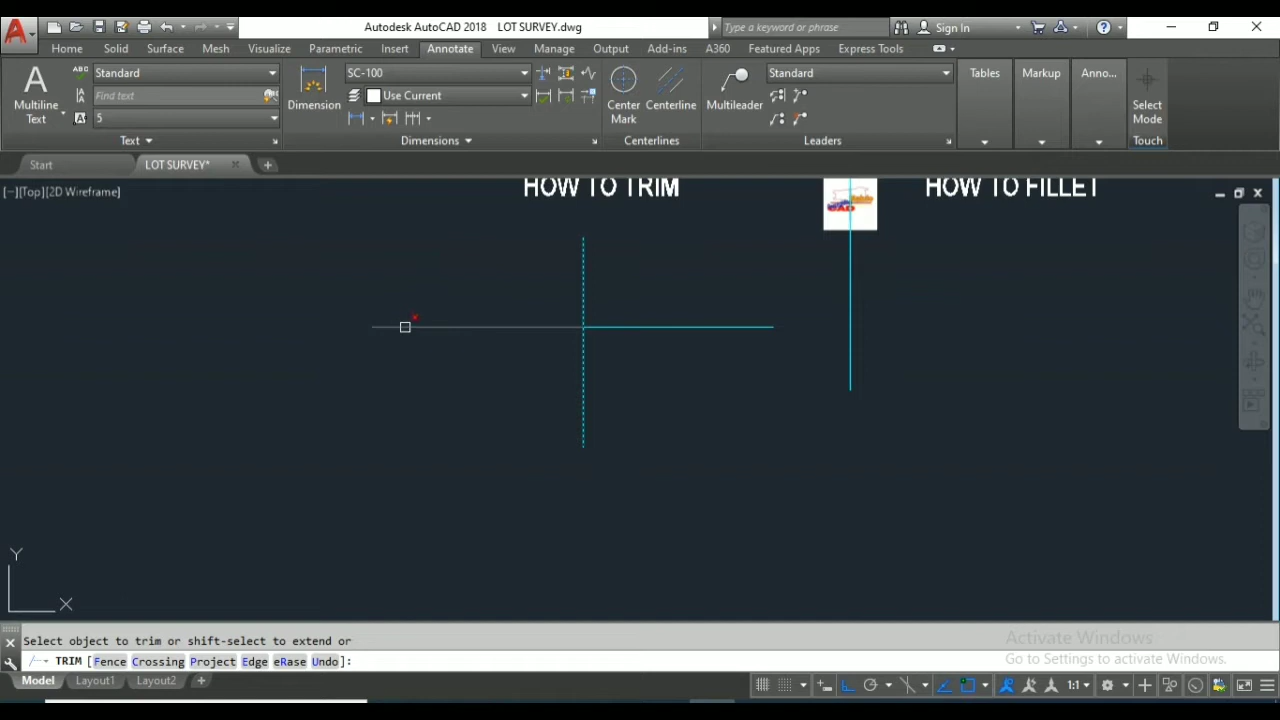 Autodesk AutoCAD 2018 LOT SURVEY.dwg
Type a keyword or phrase
Sign In
Home Solid Surface Mesh Visualize Parametric Insert Annotate View Manage Output Add-ins A360 Featured Apps Express Tools
Standard
Find text
5
Multiline
Text
Text
Dimension
SC-100
Use Current
Dimensions
Center
Mark
Centerline
Centerlines
Multileader
Standard
Leaders
Tables
Markup
Anno...
Select
Mode
Touch
Start
LOT SURVEY*
[−][Top][2D Wireframe]
HOW TO TRIM
CAD
HOW TO FILLET
Y
X
Select object to trim or shift-select to extend or
TRIM [Fence Crossing Project Edge eRase Undo]:
Activate Windows
Go to Settings to activate Windows.
Model Layout1 Layout2
1:1